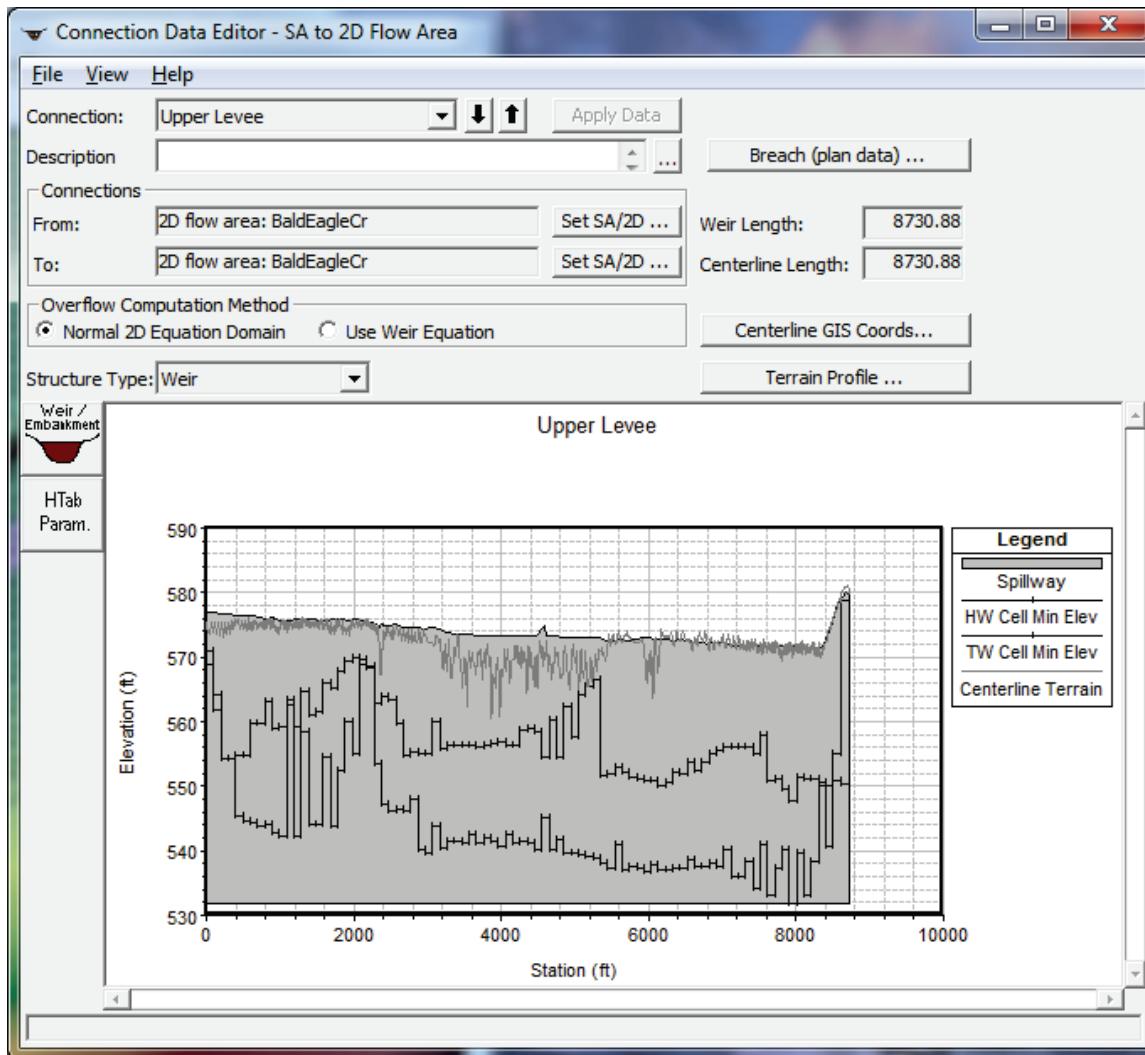 Connection Data Editor - SA to 2D Flow Area
File View Help
Connection: Upper Levee Apply Data
Description ... Breach (plan data) ...
Connections
From: 2D flow area: BaldEagleCr Set SA/2D ... Weir Length: 8730.88
To: 2D flow area: BaldEagleCr Set SA/2D ... Centerline Length: 8730.88
Overflow Computation Method
Normal 2D Equation Domain Use Weir Equation Centerline GIS Coords...
Structure Type: Weir Terrain Profile ...
Weir /
Embankment
HTab
Param.
Upper Levee
590
580
570
560
550
540
530
Elevation (ft)
0 2000 4000 6000 8000 10000
Station (ft)
Legend
Spillway
HW Cell Min Elev
TW Cell Min Elev
Centerline Terrain